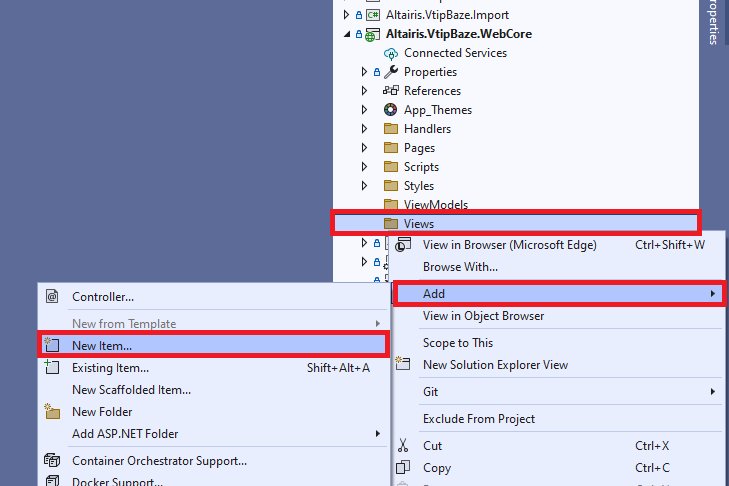 Altairis.VtipBaze.Import
Properties
Altairis.VtipBaze.WebCore
Connected Services
Properties
References
App_Themes
Handlers
Pages
Scripts
Styles
ViewModels
Views
View in Browser (Microsoft Edge) Ctrl+Shift+W
Browse With...
Add
View in Object Browser
Scope to This
New Solution Explorer View
Git
Exclude From Project
Cut Ctrl+X
Copy Ctrl+C
Controller...
New from Template
New Item...
Existing Item... Shift+Alt+A
New Scaffolded Item...
New Folder
Add ASP.NET Folder
Container Orchestrator Support...
Docker Support...